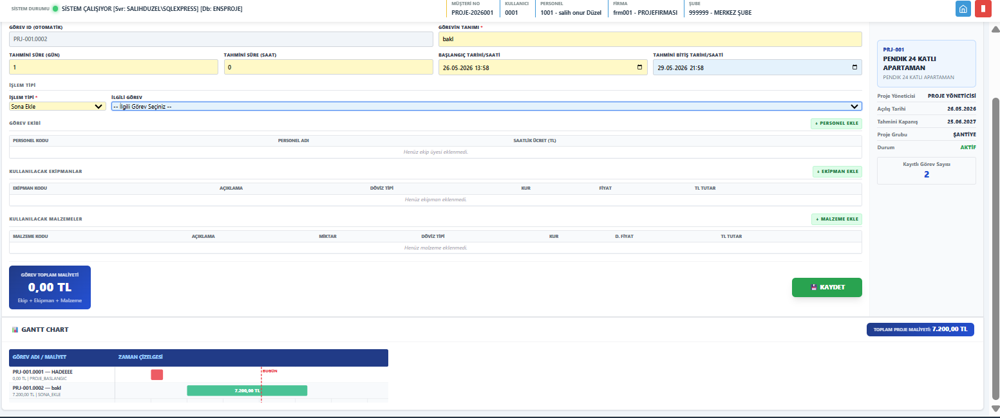 SİSTEM DURUMU SİSTEM ÇALIŞIYOR [Svr: SALIHDUZEL\SQLEXPRESS] [Db: ENSPROJE]
MÜŞTERİ NO KULLANICI PERSONEL FİRMA ŞUBE
PROJE-2026001 0001 1001 - salih onur Düzel frm001 - PROJEFIRMASI 999999 - MERKEZ ŞUBE
GÖREV ID (OTOMATİK) GÖREVİN TANIMI *
PRJ-001.0002 bakl
TAHMİNİ SÜRE (GÜN) TAHMİNİ SÜRE (SAAT) BAŞLANGIÇ TARİHİ/SAATİ TAHMİNİ BİTİŞ TARİHİ/SAATİ
1 0 26-05-2026 13:58 29-05-2026 21:58
İŞLEM TİPİ
İŞLEM TİPİ * İLGİLİ GÖREV
Sona Ekle -- İlgili Görev Seçiniz --
GÖREV EKİBİ + PERSONEL EKLE
PERSONEL KODU PERSONEL ADI SAATLİK ÜCRET (TL)
Henüz ekip üyesi eklenmedi.
KULLANILACAK EKİPMANLAR + EKİPMAN EKLE
EKİPMAN KODU AÇIKLAMA DÖVİZ TİPİ KUR FİYAT TL TUTAR
Henüz ekipman eklenmedi.
KULLANILACAK MALZEMELER + MALZEME EKLE
MALZEME KODU AÇIKLAMA MİKTAR DÖVİZ TİPİ KUR D. FİYAT TL TUTAR
Henüz malzeme eklenmedi.
GÖREV TOPLAM MALİYETİ
0,00 TL
Ekip + Ekipman + Malzeme
KAYDET
PRJ-001
PENDIK 24 KATLI
APARTAMAN
PENDIK 24 KATLI APARTAMAN
Proje Yöneticisi PROJE YÖNETİCİSİ
Açılış Tarihi 26.05.2026
Tahmini Kapanış 25.06.2027
Proje Grubu ŞANTİYE
Durum AKTİF
Kayıtlı Görev Sayısı
2
GANTT CHART TOPLAM PROJE MALİYETİ: 7.200,00 TL
GÖREV ADI / MALİYET ZAMAN ÇİZELGESİ
PRJ-001.0001 — HADEEEE BUGÜN
0,00 TL | PROJE_BASLANGIC
PRJ-001.0002 — bakl 7.200,00 TL
7.200,00 TL | SONA_EKLE